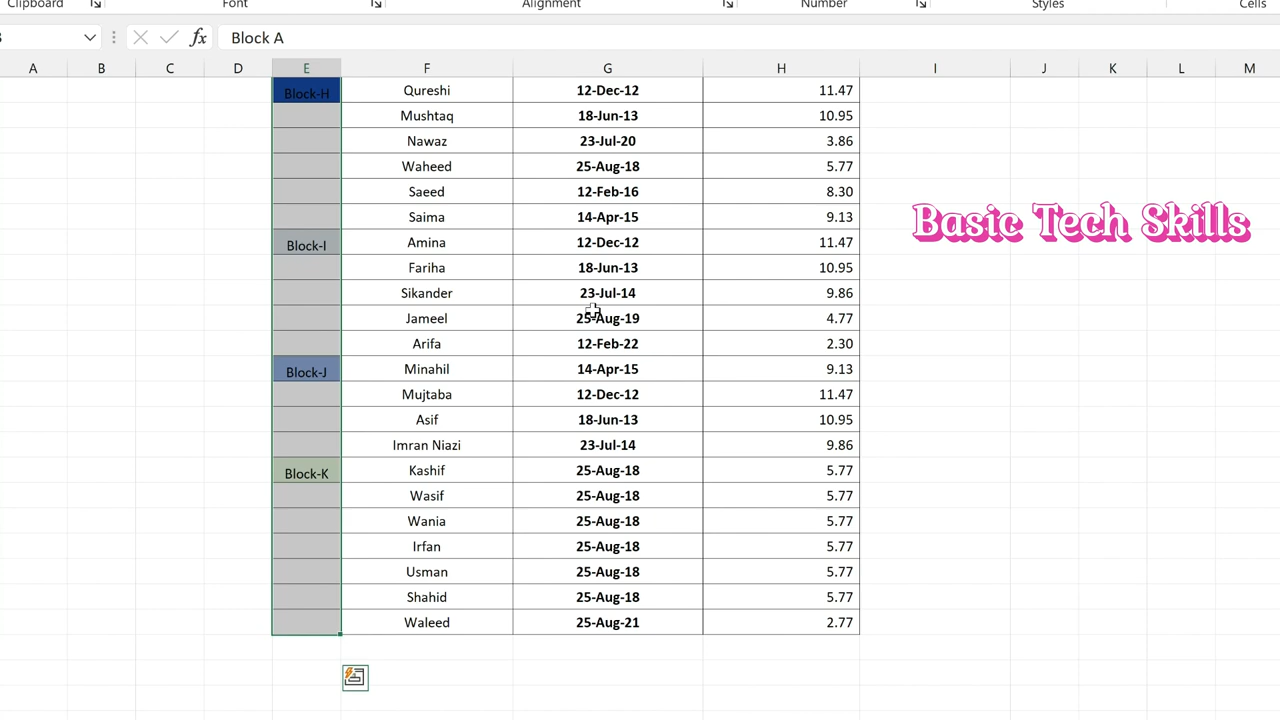 Clipboard Font Alignment Number Styles Cells
fx Block A
A B C D E F G H I J K L M
Block-H Qureshi 12-Dec-12 11.47
Mushtaq 18-Jun-13 10.95
Nawaz 23-Jul-20 3.86
Waheed 25-Aug-18 5.77
Saeed 12-Feb-16 8.30
Saima 14-Apr-15 9.13
Basic Tech Skills
Block-I Amina 12-Dec-12 11.47
Fariha 18-Jun-13 10.95
Sikander 23-Jul-14 9.86
Jameel 25-Aug-19 4.77
Arifa 12-Feb-22 2.30
Block-J Minahil 14-Apr-15 9.13
Mujtaba 12-Dec-12 11.47
Asif 18-Jun-13 10.95
Imran Niazi 23-Jul-14 9.86
Block-K Kashif 25-Aug-18 5.77
Wasif 25-Aug-18 5.77
Wania 25-Aug-18 5.77
Irfan 25-Aug-18 5.77
Usman 25-Aug-18 5.77
Shahid 25-Aug-18 5.77
Waleed 25-Aug-21 2.77